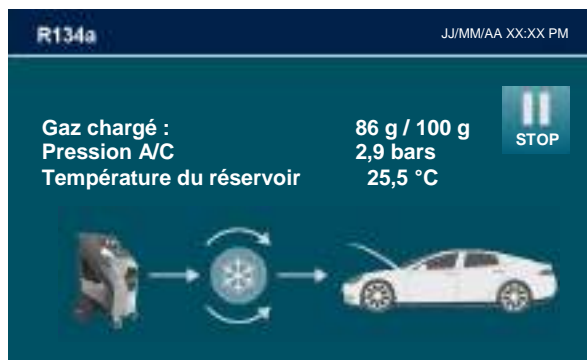 R134a JJ/MM/AA XX:XX PM
Gaz chargé : 86 g / 100 g
Pression A/C 2,9 bars
Température du réservoir 25,5 °C
STOP